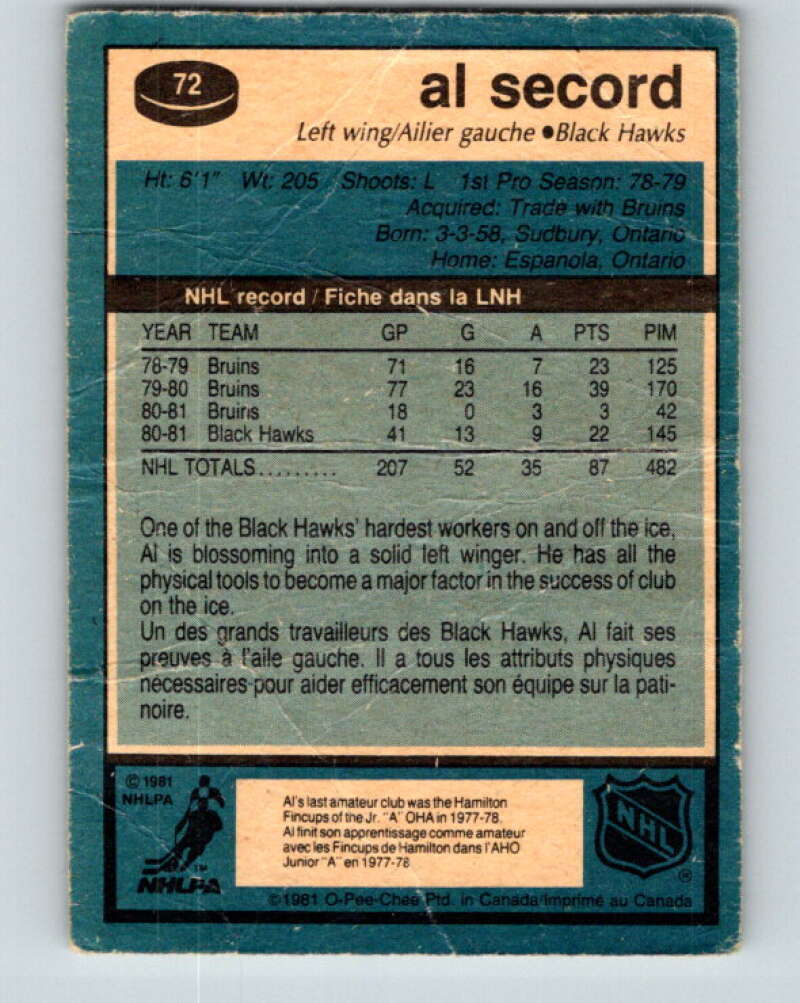 72
al secord
Left wing/Ailier gauche ●Black Hawks
Ht: 6'1" Wt: 205 Shoots: L 1st Pro Season: 78-79
Acquired: Trade with Bruins
Born: 3-3-58, Sudbury, Ontario
Home: Espanola, Ontario
NHL record / Fiche dans la LNH
YEAR TEAM GP G A PTS PIM
78-79 Bruins 71 16 7 23 125
79-80 Bruins 77 23 16 39 170
80-81 Bruins 18 0 3 3 42
80-81 Black Hawks 41 13 9 22 145
NHL TOTALS......... 207 52 35 87 482
One of the Black Hawks' hardest workers on and off the ice,
Al is blossoming into a solid left winger. He has all the
physical tools to become a major factor in the success of club
on the ice.
Un des grands travailleurs des Black Hawks, Al fait ses
preuves à l'aile gauche. Il a tous les attributs physiques
nécessaires pour aider efficacement son équipe sur la pati-
noire.
© 1981
NHLPA
NHLPA
Al's last amateur club was the Hamilton
Fincups of the Jr. "A" OHA in 1977-78.
Al finit son apprentissage comme amateur
avec les Fincups de Hamilton dans l'AHO
Junior "A" en 1977-78
NHL
®
©1981 O-Pee-Chee Ptd. in Canada/Imprimé au Canada